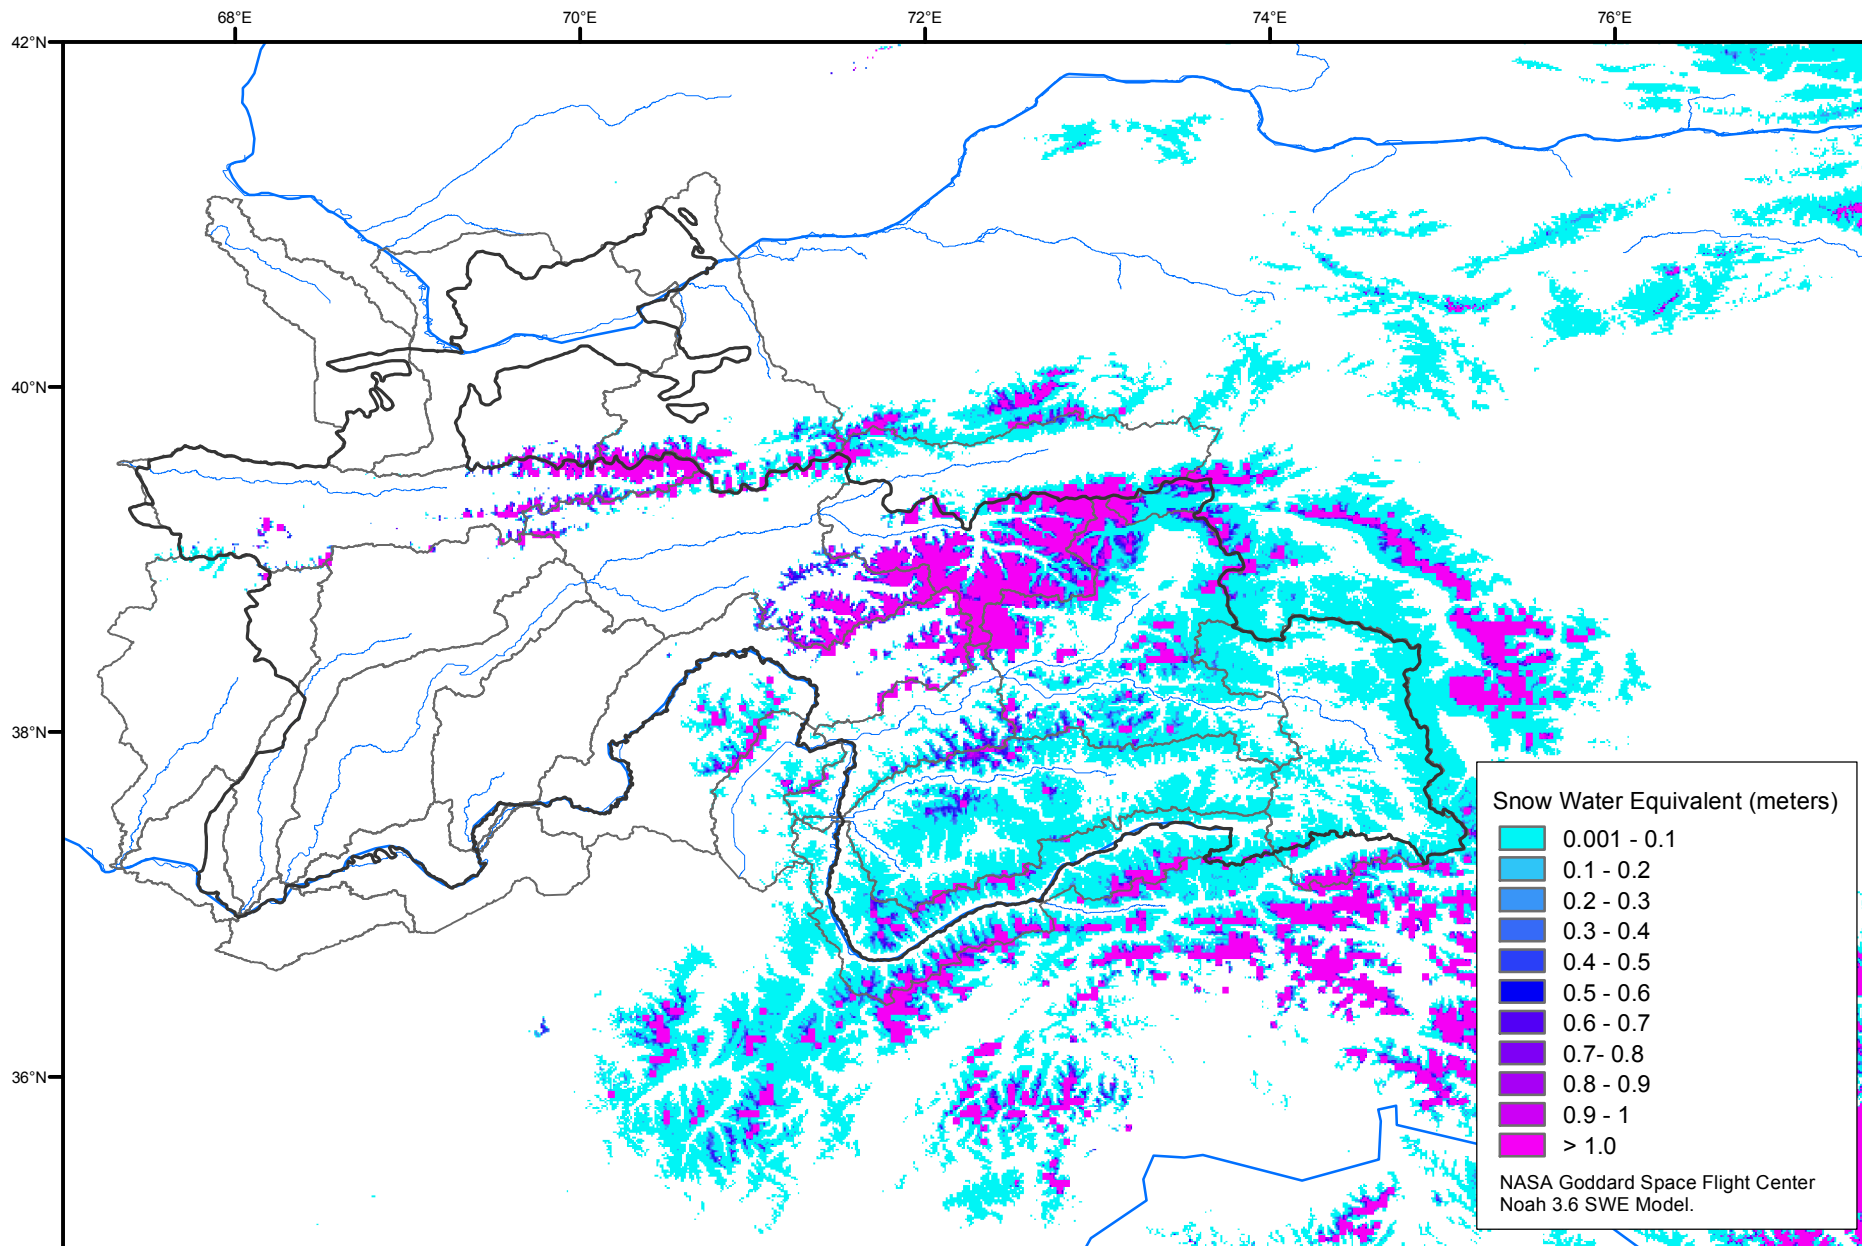 68°E
70°E
72°E
74°E
76°E
42°N
40°N
38°N
36°N
Snow Water Equivalent (meters)
0.001 - 0.1
0.1 - 0.2
0.2 - 0.3
0.3 - 0.4
0.4 - 0.5
0.5 - 0.6
0.6 - 0.7
0.7- 0.8
0.8 - 0.9
0.9 - 1
> 1.0
NASA Goddard Space Flight Center
Noah 3.6 SWE Model.